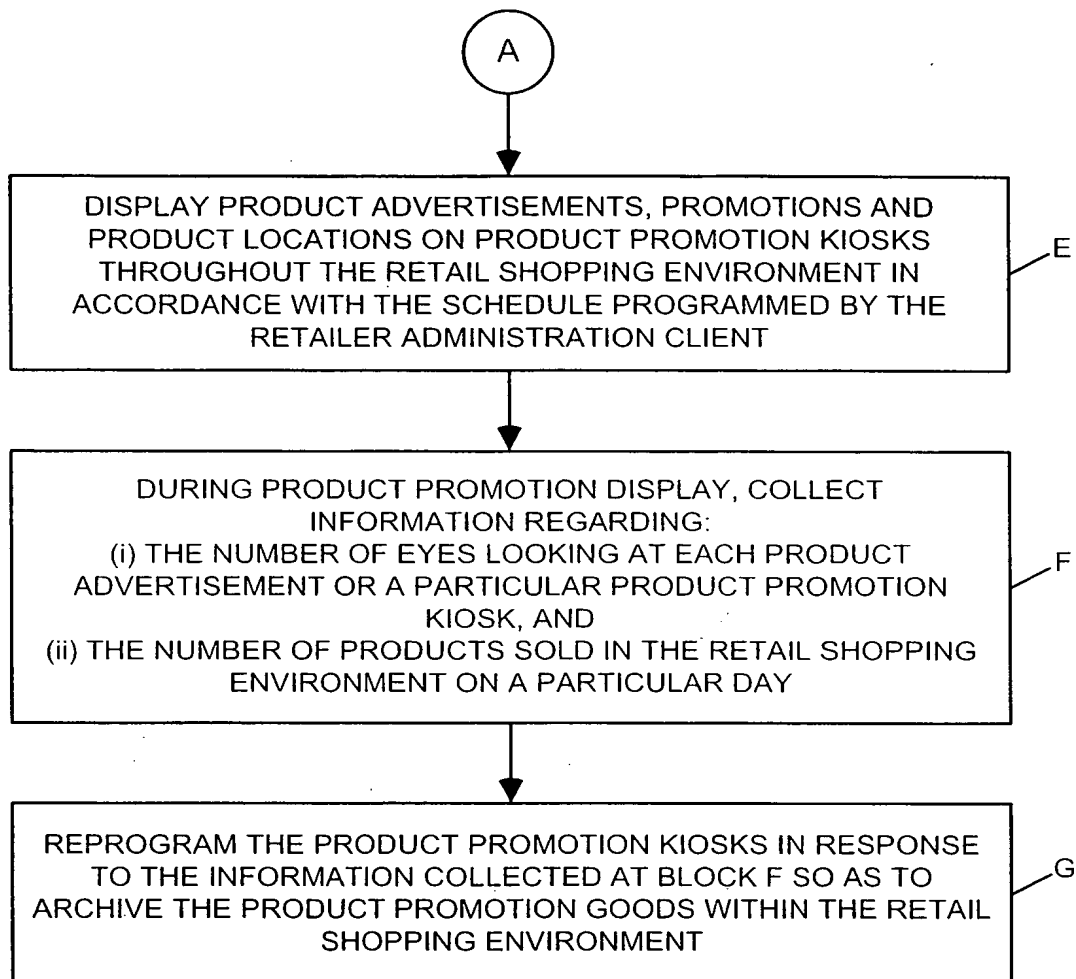 A
DISPLAY PRODUCT ADVERTISEMENTS, PROMOTIONS AND
PRODUCT LOCATIONS ON PRODUCT PROMOTION KIOSKS
THROUGHOUT THE RETAIL SHOPPING ENVIRONMENT IN
ACCORDANCE WITH THE SCHEDULE PROGRAMMED BY THE
RETAILER ADMINISTRATION CLIENT
E
DURING PRODUCT PROMOTION DISPLAY, COLLECT
INFORMATION REGARDING:
(i) THE NUMBER OF EYES LOOKING AT EACH PRODUCT
ADVERTISEMENT OR A PARTICULAR PRODUCT PROMOTION
KIOSK, AND
(ii) THE NUMBER OF PRODUCTS SOLD IN THE RETAIL SHOPPING
ENVIRONMENT ON A PARTICULAR DAY
F
REPROGRAM THE PRODUCT PROMOTION KIOSKS IN RESPONSE
TO THE INFORMATION COLLECTED AT BLOCK F SO AS TO
ARCHIVE THE PRODUCT PROMOTION GOODS WITHIN THE RETAIL
SHOPPING ENVIRONMENT
G